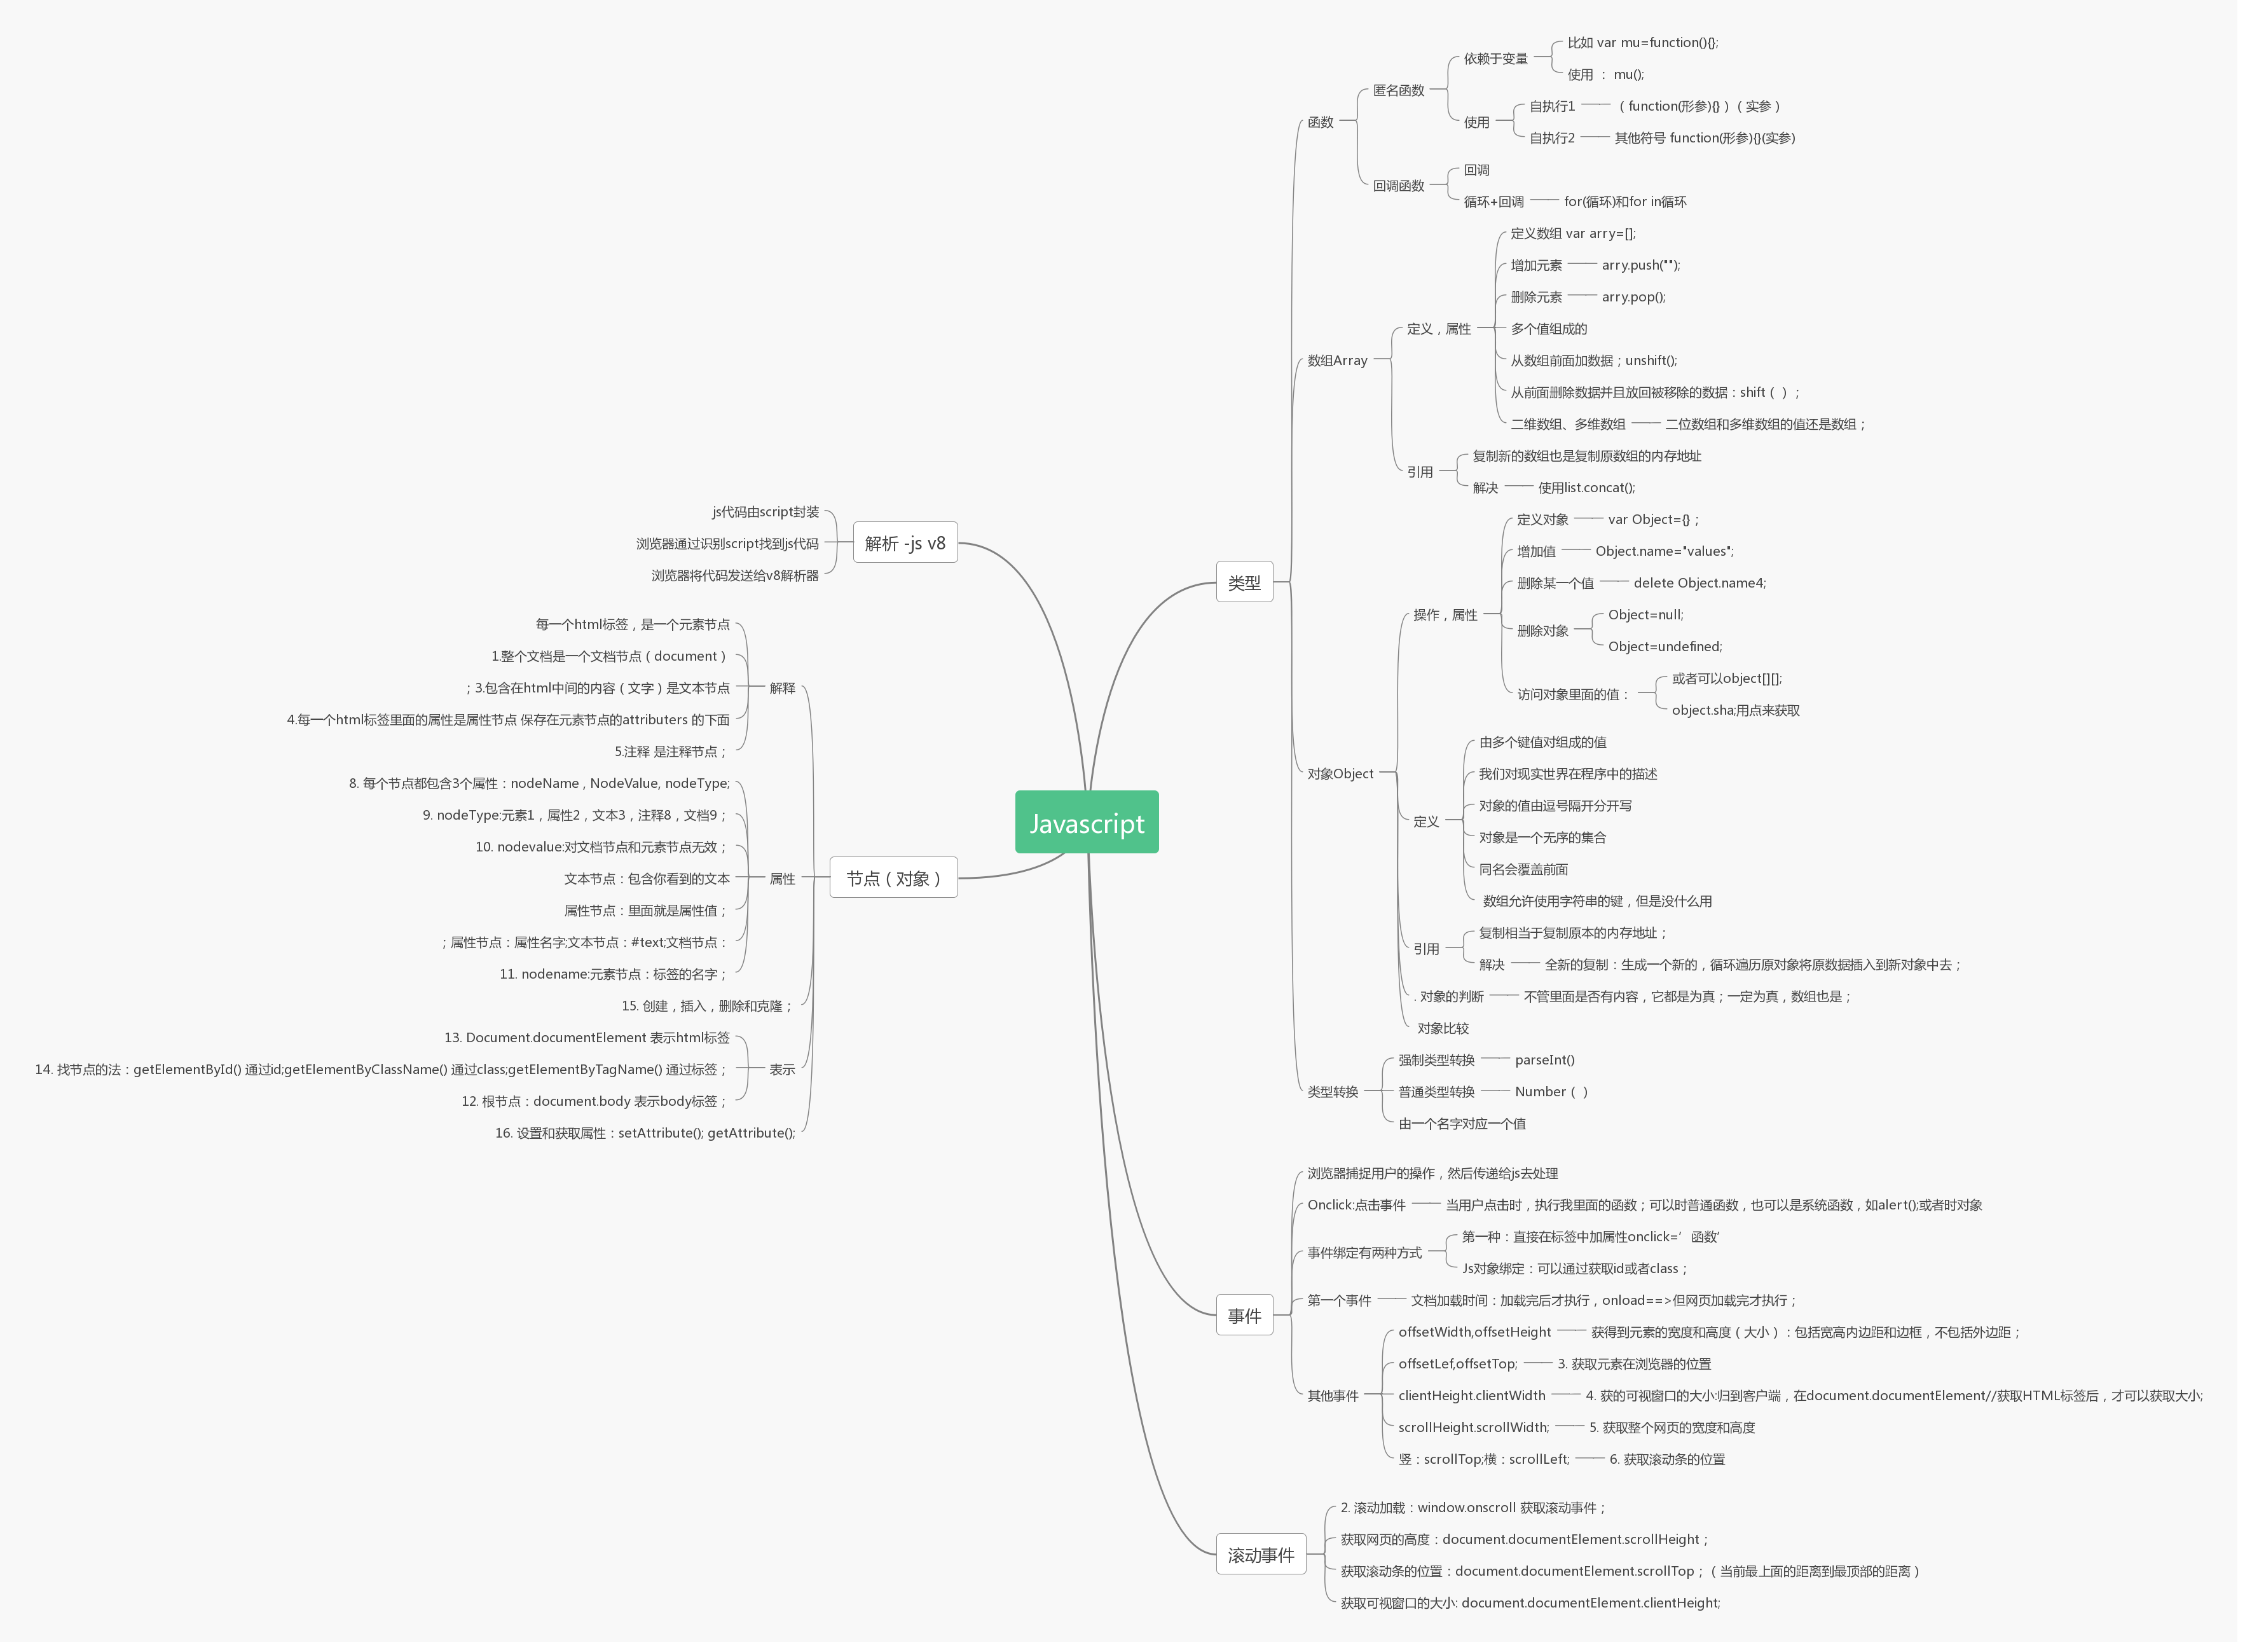 Javascript
类型
函数
匿名函数
依赖于变量
比如 var mu=function(){};
使用 ： mu();
使用
自执行1
（ function(形参){} ) ( 实参 )
自执行2
其他符号 function(形参){}(实参)
回调函数
回调
循环+回调
for(循环)和for in循环
数组Array
定义，属性
定义数组 var arry=[];
增加元素
arry.push("");
删除元素
arry.pop();
多个值组成的
从数组前面加数据；unshift();
从前面删除数据并且放回被移除的数据：shift ( ) ；
二维数组、多维数组
二位数组和多维数组的值还是数组；
引用
复制新的数组也是复制原数组的内存地址
解决
使用list.concat();
对象Object
操作，属性
定义对象
var Object={} ;
增加值
Object.name="values";
删除某一个值
delete Object.name4;
删除对象
Object=null;
Object=undefined;
访问对象里面的值：
或者可以object[][];
object.sha;用点来获取
定义
由多个键值对组成的值
我们对现实世界在程序中的描述
对象的值由逗号隔开分开写
对象是一个无序的集合
同名会覆盖前面
数组允许使用字符串的键，但是没什么用
引用
复制相当于复制原本的内存地址；
解决
全新的复制：生成一个新的，循环遍历原对象将原数据插入到新对象中去；
. 对象的判断
不管里面是否有内容，它都是为真；一定为真，数组也是；
对象比较
类型转换
强制类型转换
parseInt()
普通类型转换
Number（ ）
由一个名字对应一个值
事件
浏览器捕捉用户的操作，然后传递给js去处理
Onclick:点击事件
当用户点击时，执行我里面的函数；可以时普通函数，也可以是系统函数，如alert();或者时对象
事件绑定有两种方式
第一种：直接在标签中加属性onclick=’函数’
Js对象绑定：可以通过获取id或者class；
第一个事件
文档加载时间：加载完后才执行，onload==>但网页加载完才执行；
其他事件
offsetWidth,offsetHeight
获得到元素的宽度和高度（大小）：包括宽高内边距和边框，不包括外边距；
offsetLef,offsetTop;
3. 获取元素在浏览器的位置
clientHeight.clientWidth
4. 获的可视窗口的大小:归到客户端，在document.documentElement//获取HTML标签后，才可以获取大小;
scrollHeight.scrollWidth;
5. 获取整个网页的宽度和高度
竖：scrollTop;横：scrollLeft;
6. 获取滚动条的位置
滚动事件
2. 滚动加载：window.onscroll 获取滚动事件；
获取网页的高度：document.documentElement.scrollHeight；
获取滚动条的位置：document.documentElement.scrollTop；（当前最上面的距离到最顶部的距离）
获取可视窗口的大小: document.documentElement.clientHeight;
解析 -js v8
js代码由script封装
浏览器通过识别script找到js代码
浏览器将代码发送给v8解析器
节点（对象）
解释
每一个html标签，是一个元素节点
1.整个文档是一个文档节点（document）
；3.包含在html中间的内容（文字）是文本节点
4.每一个html标签里面的属性是属性节点 保存在元素节点的attributers 的下面
5.注释 是注释节点；
属性
8. 每个节点都包含3个属性：nodeName , NodeValue, nodeType;
9. nodeType:元素1，属性2，文本3，注释8，文档9；
10. nodevalue:对文档节点和元素节点无效；
文本节点：包含你看到的文本
属性节点：里面就是属性值；
；属性节点：属性名字;文本节点：#text;文档节点：
11. nodename:元素节点：标签的名字；
15. 创建，插入，删除和克隆；
表示
13. Document.documentElement 表示html标签
14. 找节点的法：getElementById() 通过id;getElementByClassName() 通过class;getElementByTagName() 通过标签；
12. 根节点：document.body 表示body标签；
16. 设置和获取属性：setAttribute(); getAttribute();